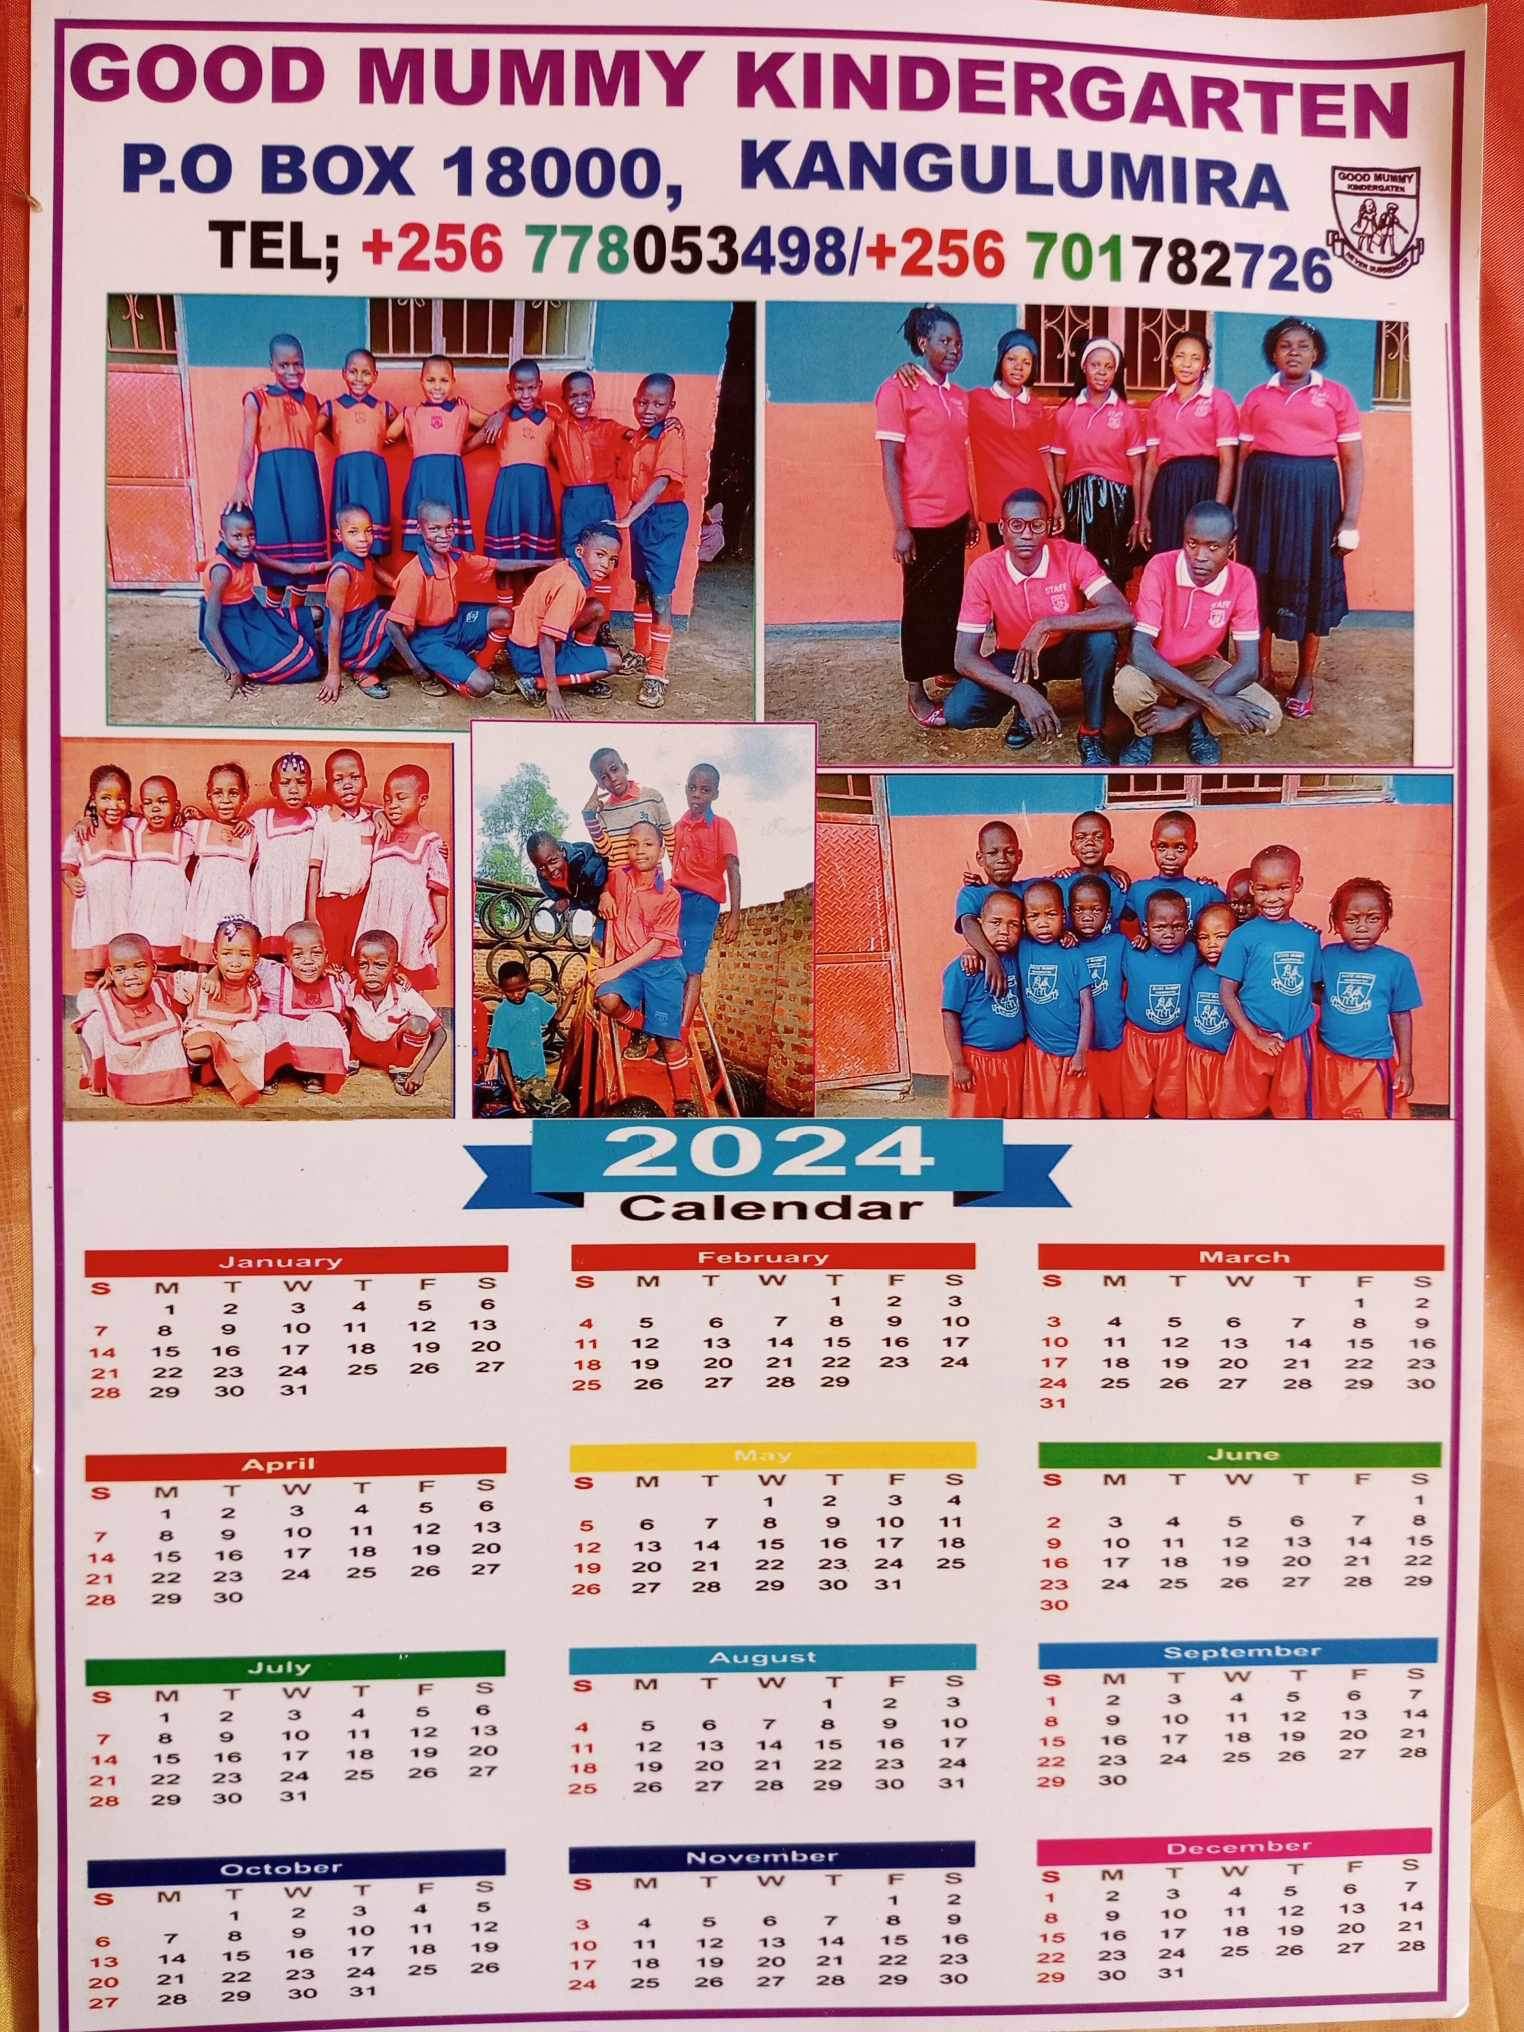 GOOD MUMMY KINDERGARTEN
P.O BOX 18000, KANGULUMIRA
TEL; +256 778053498/+256 701782726
GOOD MUMMY
KINDERGATEN
NEVER SURRENDER
STAFF
STAFF
2024
Calendar
January
S M T W T F S
1 2 3 4 5 6
7 8 9 10 11 12 13
14 15 16 17 18 19 20
21 22 23 24 25 26 27
28 29 30 31
February
S M T W T F S
1 2 3
4 5 6 7 8 9 10
11 12 13 14 15 16 17
18 19 20 21 22 23 24
25 26 27 28 29
March
S M T W T F S
1 2
3 4 5 6 7 8 9
10 11 12 13 14 15 16
17 18 19 20 21 22 23
24 25 26 27 28 29 30
31
April
S M T W T F S
1 2 3 4 5 6
7 8 9 10 11 12 13
14 15 16 17 18 19 20
21 22 23 24 25 26 27
28 29 30
May
S M T W T F S
1 2 3 4
5 6 7 8 9 10 11
12 13 14 15 16 17 18
19 20 21 22 23 24 25
26 27 28 29 30 31
June
S M T W T F S
1
2 3 4 5 6 7 8
9 10 11 12 13 14 15
16 17 18 19 20 21 22
23 24 25 26 27 28 29
30
July
S M T W T F S
1 2 3 4 5 6
7 8 9 10 11 12 13
14 15 16 17 18 19 20
21 22 23 24 25 26 27
28 29 30 31
August
S M T W T F S
1 2 3
4 5 6 7 8 9 10
11 12 13 14 15 16 17
18 19 20 21 22 23 24
25 26 27 28 29 30 31
September
S M T W T F S
1 2 3 4 5 6 7
8 9 10 11 12 13 14
15 16 17 18 19 20 21
22 23 24 25 26 27 28
29 30
October
S M T W T F S
1 2 3 4 5
6 7 8 9 10 11 12
13 14 15 16 17 18 19
20 21 22 23 24 25 26
27 28 29 30 31
November
S M T W T F S
1 2
3 4 5 6 7 8 9
10 11 12 13 14 15 16
17 18 19 20 21 22 23
24 25 26 27 28 29 30
December
S M T W T F S
1 2 3 4 5 6 7
8 9 10 11 12 13 14
15 16 17 18 19 20 21
22 23 24 25 26 27 28
29 30 31